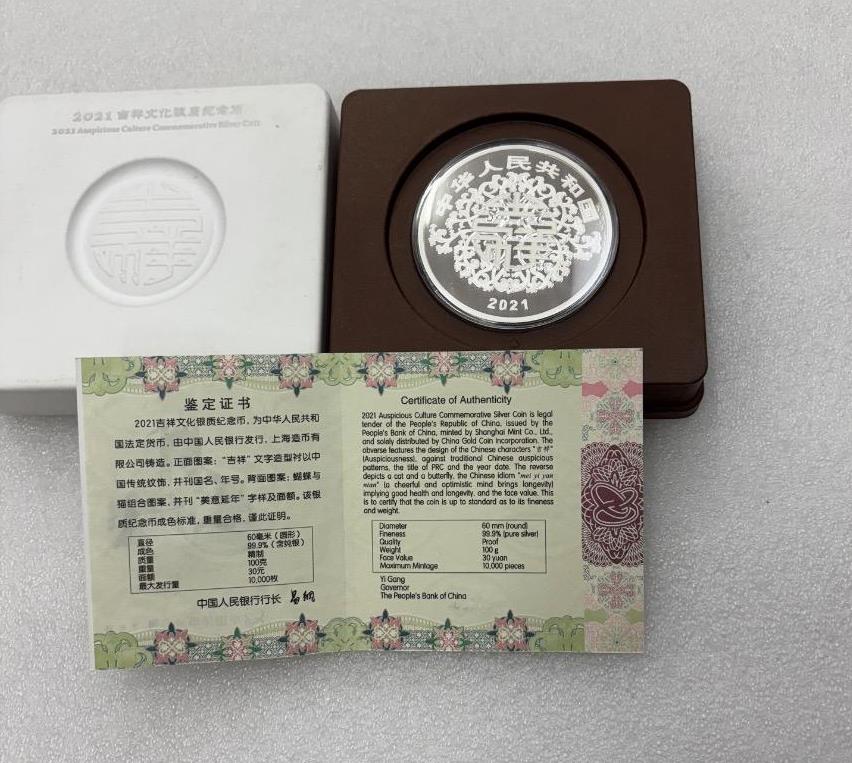 2021 吉祥文化银质纪念币
2021 Auspicious Culture Commemorative Silver Coin
吉祥
中华人民共和国
吉祥
2021
鉴定证书
2021吉祥文化银质纪念币，为中华人民共和
国法定货币，由中国人民银行发行，上海造币有
限公司铸造。正面图案：“吉祥”文字造型衬以中
国传统纹饰，并刊国名、年号。背面图案：蝴蝶与
猫组合图案，并刊“美意延年”字样及面额。该银
质纪念币成色标准，重量合格，谨此证明。
直径 60毫米（圆形）
成色 99.9%（含纯银）
质量 精制
重量 100克
面额 30元
最大发行量 10,000枚
中国人民银行行长 易纲
Certificate of Authenticity
2021 Auspicious Culture Commemorative Silver Coin is legal
tender of the People's Republic of China, issued by the
People's Bank of China, minted by Shanghai Mint Co., Ltd.,
and solely distributed by China Gold Coin Incorporation. The
obverse features the design of the Chinese characters "吉祥"
(Auspiciousness), against traditional Chinese auspicious
patterns, the title of PRC and the year date. The reverse
depicts a cat and a butterfly, the Chinese idiom "mei yi yan
nian" (a cheerful and optimistic mind brings longevity)
implying good health and longevity, and the face value. This
is to certify that the coin is up to standard as to its fineness
and weight.
Diameter 60 mm (round)
Fineness 99.9% (pure silver)
Quality Proof
Weight 100 g
Face Value 30 yuan
Maximum Mintage 10,000 pieces
Yi Gang
Governor
The People's Bank of China